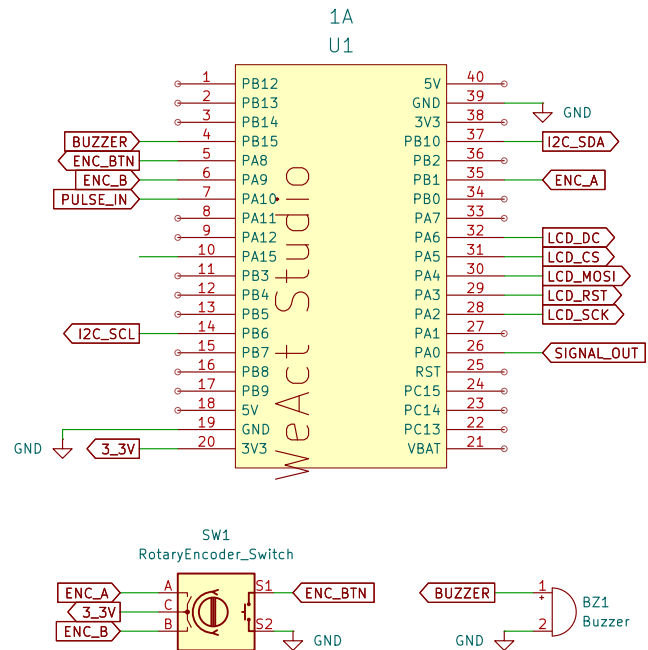 1A
U1
1 PB12 5V 40
2 PB13 GND 39 GND
3 PB14 3V3 38
BUZZER 4 PB15 PB10 37 I2C_SDA
ENC_BTN 5 PA8 PB2 36
ENC_B 6 PA9 PB1 35 ENC_A
PULSE_IN 7 PA10 PB0 34
8 PA11 PA7 33
9 PA12 PA6 32 LCD_DC
10 PA15 PA5 31 LCD_CS
11 PB3 PA4 30 LCD_MOSI
12 PB4 PA3 29 LCD_RST
13 PB5 PA2 28 LCD_SCK
I2C_SCL 14 PB6 PA1 27
15 PB7 PA0 26 SIGNAL_OUT
16 PB8 RST 25
17 PB9 PC15 24
18 5V PC14 23
GND 19 GND PC13 22
3_3V 20 3V3 VBAT 21
WeAct Studio
SW1
RotaryEncoder_Switch
ENC_A A S1 ENC_BTN
3_3V C
ENC_B B S2 GND
BUZZER 1
+
BZ1
Buzzer
GND 2